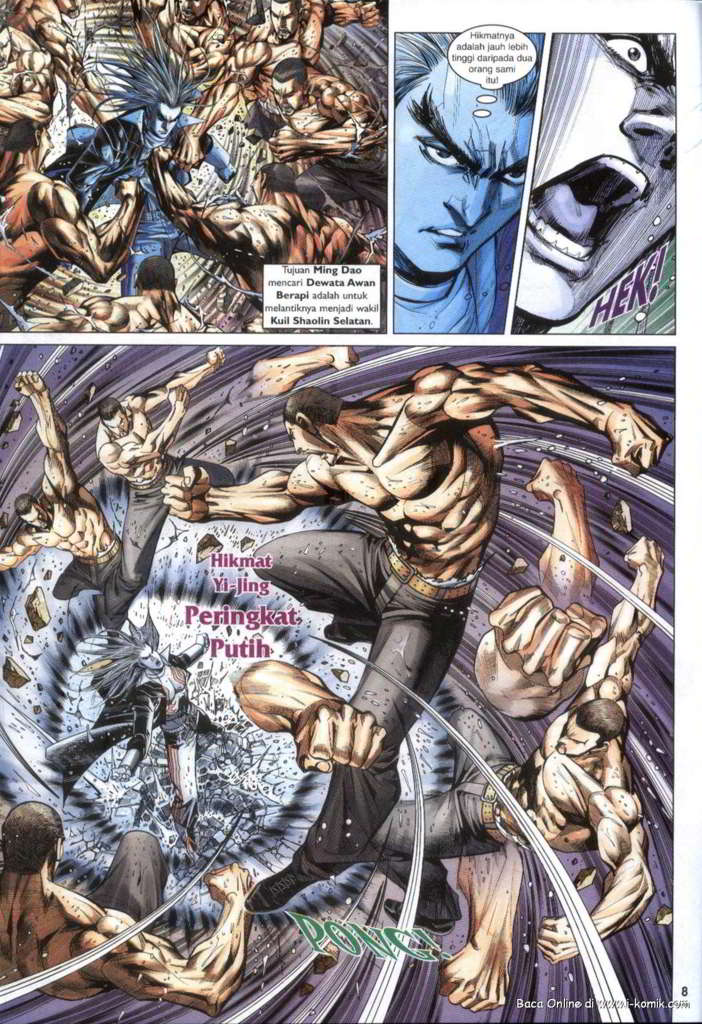 Tujuan Ming Dao
mencari Dewata Awan
Berapi adalah untuk
melantiknya menjadi wakil
Kuil Shaolin Selatan.
Hikmatnya
adalah jauh lebih
tinggi daripada dua
orang sami
itu!
HEK!
Hikmat
Yi-Jing
Peringkat
Putih
PONG!
8
Baca Online di www.i-komik.com